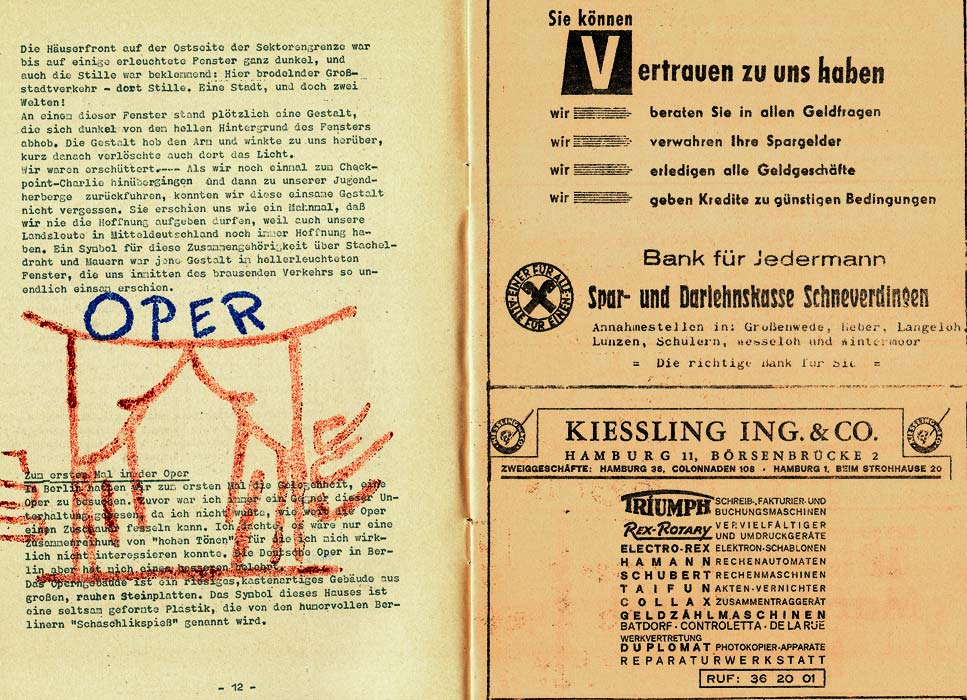 Die Häuserfront auf der Ostseite der Sektorengrenze war
bis auf einige erleuchtete Fenster ganz dunkel, und
auch die Stille war beklemmend: Hier brodelnder Groß-
stadtverkehr - dort Stille. Eine Stadt, und doch zwei
Welten!
An einem dieser Fenster stand plötzlich eine Gestalt,
die sich dunkel von dem hellen Hintergrund des Fensters
abhob. Die Gestalt hob den Arm und winkte zu uns herüber,
kurz danach verlöschte auch dort das Licht.
Wir waren erschüttert.--- Als wir noch einmal zum Check-
point-Charlie hinübergingen und dann zu unserer Jugend-
herberge zurückfuhren, konnten wir diese einsame Gestalt
nicht vergessen. Sie erschien uns wie ein Mahnmal, daß
wir nie die Hoffnung aufgeben durfen, weil auch unsere
Landsleute in Mitteldeutschland noch immer Hoffnung ha-
ben. Ein Symbol für diese Zusammengehörigkeit über Stachel-
draht und Mauern war jene Gestalt in hellerleuchteten
Fenster, die uns inmitten des brausenden Verkehrs so un-
endlich einsam erschien.
OPER
Zum ersten Mal in der Oper
In Berlin hatten wir zum ersten Mal die Gelegenheit, eine
Oper zu besuchen. Zuvor war ich immer ein Gegner dieser Un-
terhaltung gewesen, da ich nicht wußte, wie weit die Oper
einen Zuschauer fesseln kann. Ich dachte, es wäre nur eine
Zusammenreihung von "hohen Tönen", für die ich mich wirk-
lich nicht interessieren konnte. Die Deutsche Oper in Ber-
lin aber hat mich eines besseren belehrt.
Das Operngebäude ist ein riesiges,kastenartiges Gebäude aus
großen, rauhen Steinplatten. Das Symbol dieses Hauses ist
eine seltsam geformte Plastik, die von den humorvollen Ber-
linern "Schaschlikspieß" genannt wird.
- 12 -
Sie können
Vertrauen zu uns haben
wir beraten Sie in allen Geldfragen
wir verwahren Ihre Spargelder
wir erledigen alle Geldgeschäfte
wir geben Kredite zu günstigen Bedingungen
Bank für Jedermann
EINER FÜR ALLE
ALLE FÜR EINEN
Spar- und Darlehnskasse Schneverdingen
Annahmestellen in: Großenwede, Heber, Langeloh,
Lunzen, Schülern, Wesseloh und Wintermoor
= Die richtige Bank für Sie =
KIESSLING ING. & CO.
HAMBURG 11, BÖRSENBRÜCKE 2
ZWEIGGESCHÄFTE: HAMBURG 36, COLONNADEN 108 · HAMBURG 1, BEIM STROHHAUSE 20
TRIUMPH SCHREIB-, FAKTURIER- UND
BUCHUNGSMASCHINEN
REX-ROTARY VERVIELFÄLTIGER
UND UMDRUCKGERÄTE
ELECTRO-REX ELEKTRON-SCHABLONEN
HAMANN RECHENAUTOMATEN
SCHUBERT RECHENMASCHINEN
TAIFUN AKTEN-VERNICHTER
COLLAX ZUSAMMENTRAGGERÄT
GELDZÄHLMASCHINEN
BATDORF · CONTROLETTA · DE LA RUE
WERKVERTRETUNG
DUPLOMAT PHOTOKOPIER-APPARATE
REPARATURWERKSTATT
RUF: 36 20 01